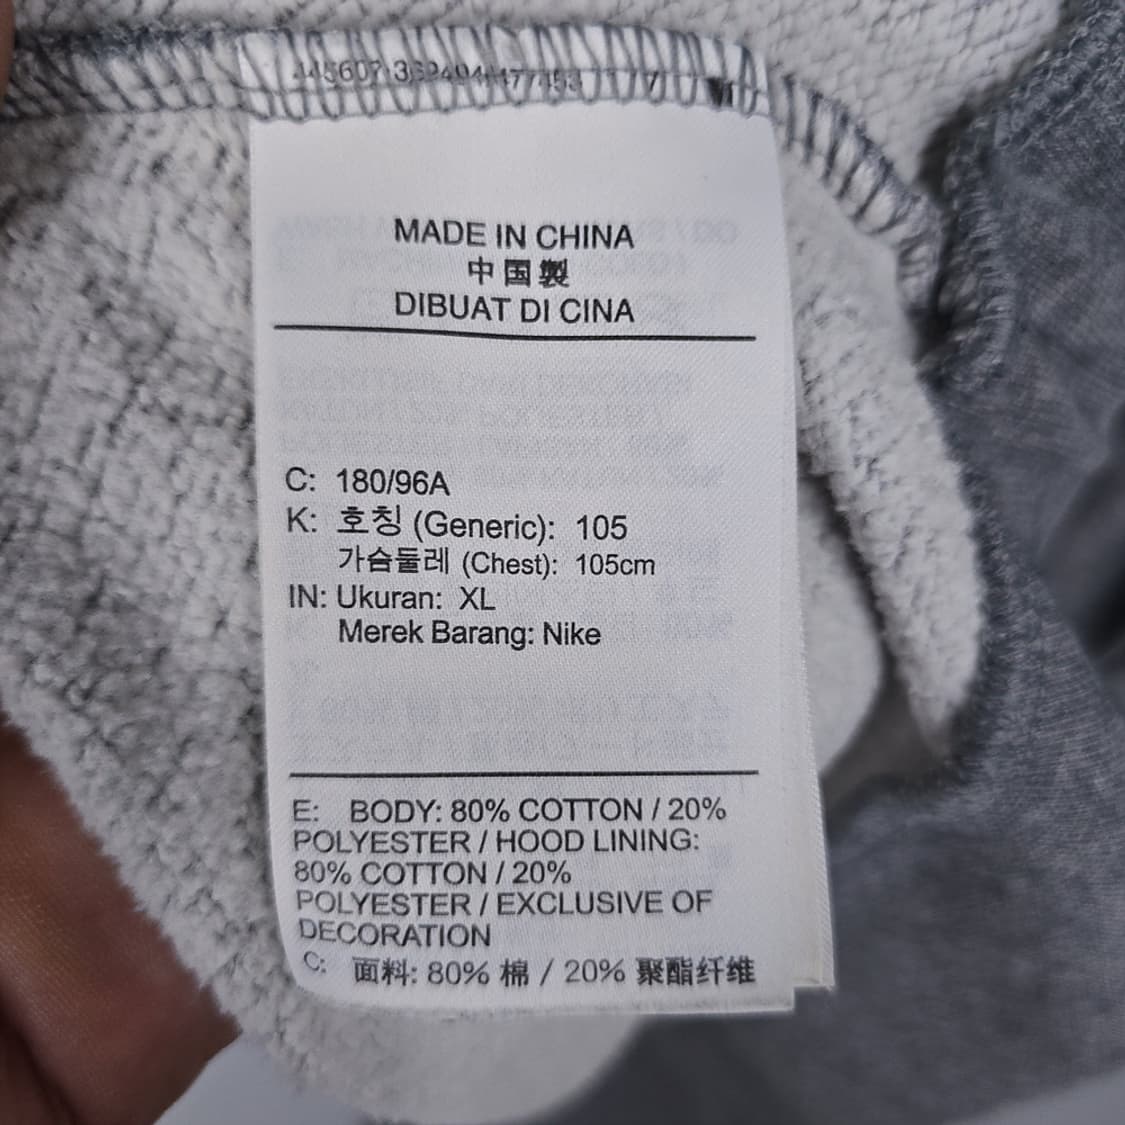 MADE IN CHINA
中国製
DIBUAT DI CINA
C: 180/96A
K: 호칭 (Generic): 105
가슴둘레 (Chest): 105cm
IN: Ukuran: XL
Merek Barang: Nike
E: BODY: 80% COTTON / 20%
POLYESTER / HOOD LINING:
80% COTTON / 20%
POLYESTER / EXCLUSIVE OF
DECORATION
C: 面料: 80% 棉 / 20% 聚酯纤维